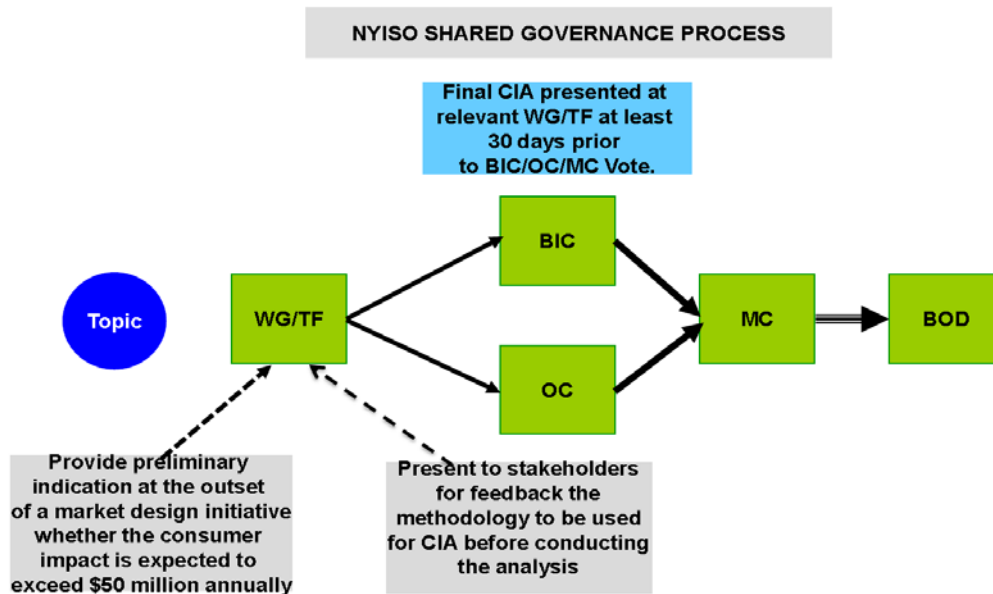 NYISO SHARED GOVERNANCE PROCESS
Final CIA presented at
relevant WG/TF at least
30 days prior
to BIC/OC/MC Vote.
BIC
Topic
WG/TF
MC
BOD
OC
Provide preliminary
indication at the outset
of a market design initiative
whether the consumer
impact is expected to
exceed $50 million annually
Present to stakeholders
for feedback the
methodology to be used
for CIA before conducting
the analysis